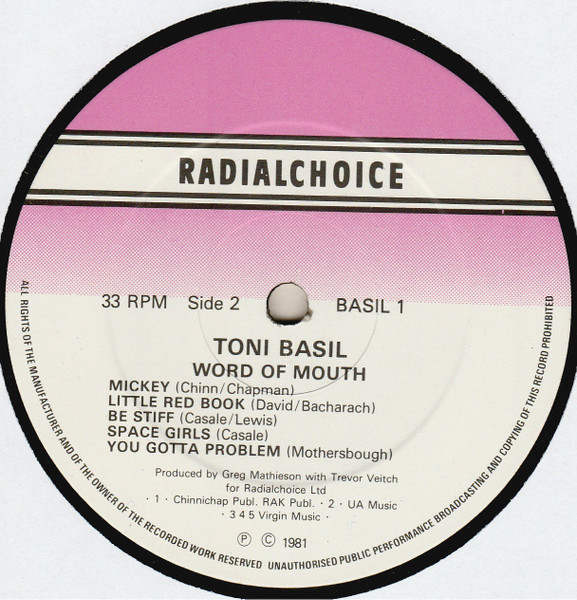 RADIALCHOICE
33 RPM Side 2 BASIL 1
TONI BASIL
WORD OF MOUTH
MICKEY (Chinn/Chapman)
LITTLE RED BOOK (David/Bacharach)
BE STIFF (Casale/Lewis)
SPACE GIRLS (Casale)
YOU GOTTA PROBLEM (Mothersbough)
Produced by Greg Mathieson with Trevor Veitch
for Radialchoice Ltd
· 1 · Chinnichap Publ. RAK Publ. · 2 · UA Music
· 3 4 5 Virgin Music ·
Ⓟ © 1981
ALL RIGHTS OF THE MANUFACTURER AND OF THE OWNER OF THE RECORDED WORK RESERVED UNAUTHORISED PUBLIC PERFORMANCE BROADCASTING AND COPYING OF THIS RECORD PROHIBITED